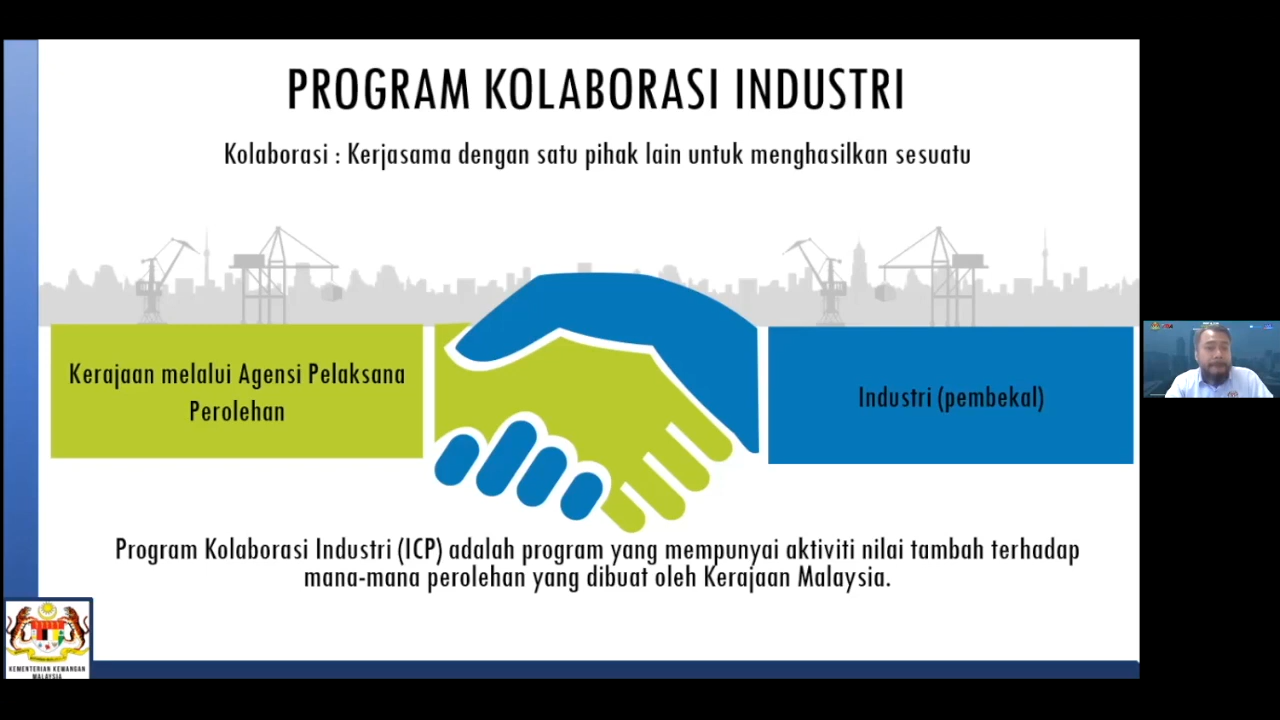 PROGRAM KOLABORASI INDUSTRI
Kolaborasi : Kerjasama dengan satu pihak lain untuk menghasilkan sesuatu
Kerajaan melalui Agensi Pelaksana
Perolehan
Industri (pembekal)
Program Kolaborasi Industri (ICP) adalah program yang mempunyai aktiviti nilai tambah terhadap
mana-mana perolehan yang dibuat oleh Kerajaan Malaysia.
KEMENTERIAN KEWANGAN
MALAYSIA